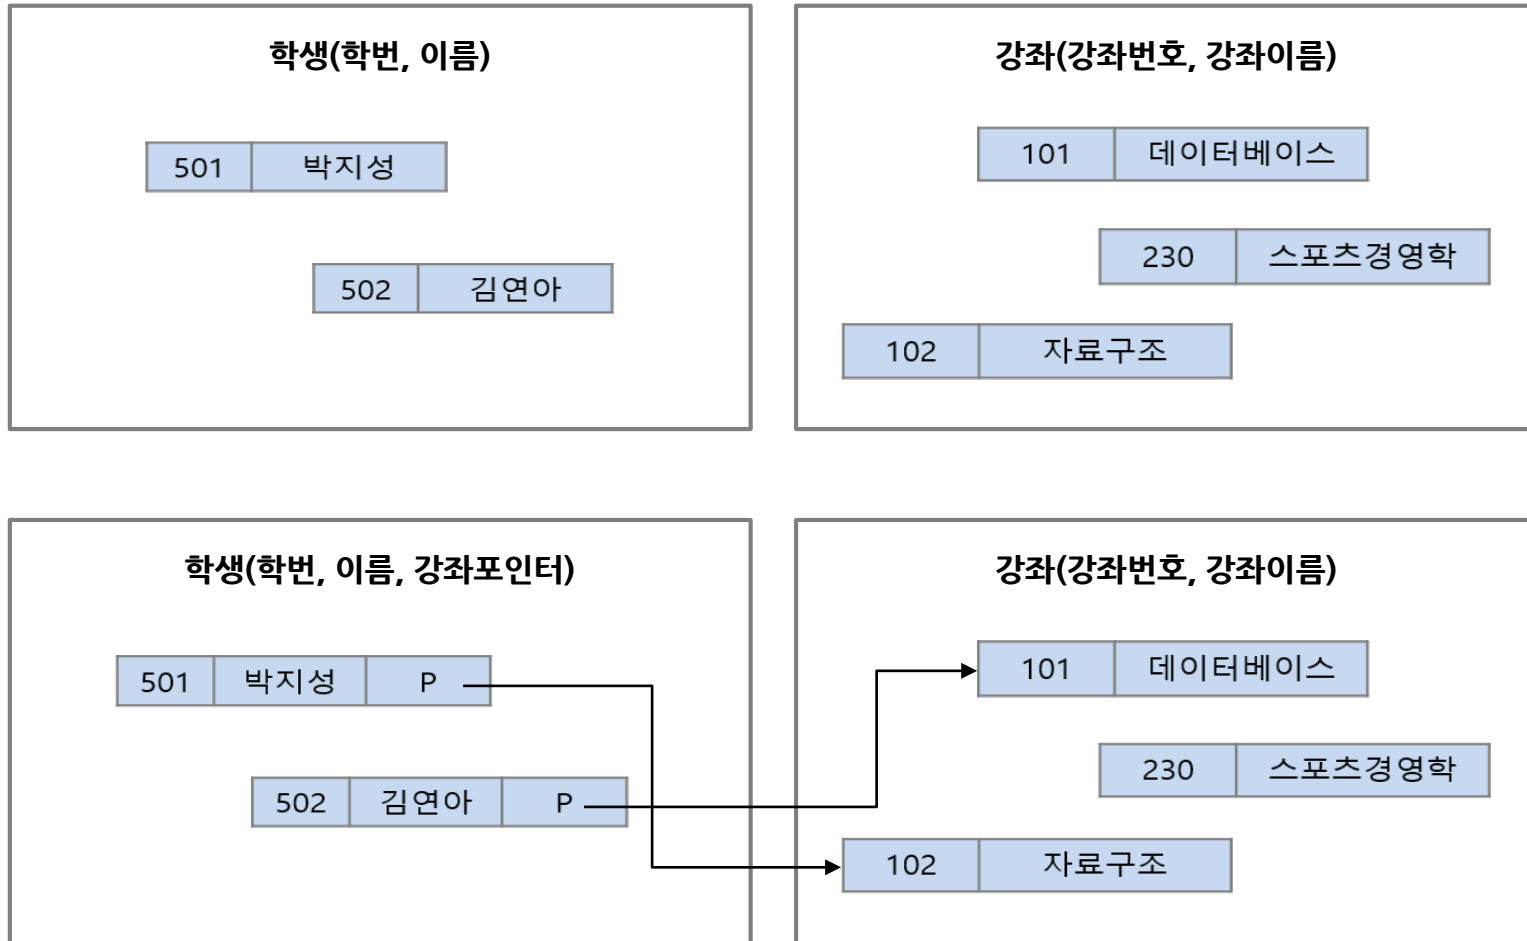 학생(학번, 이름)
501 박지성
502 김연아
강좌(강좌번호, 강좌이름)
101 데이터베이스
230 스포츠경영학
102 자료구조
학생(학번, 이름, 강좌포인터)
501 박지성 P
502 김연아 P
강좌(강좌번호, 강좌이름)
101 데이터베이스
230 스포츠경영학
102 자료구조